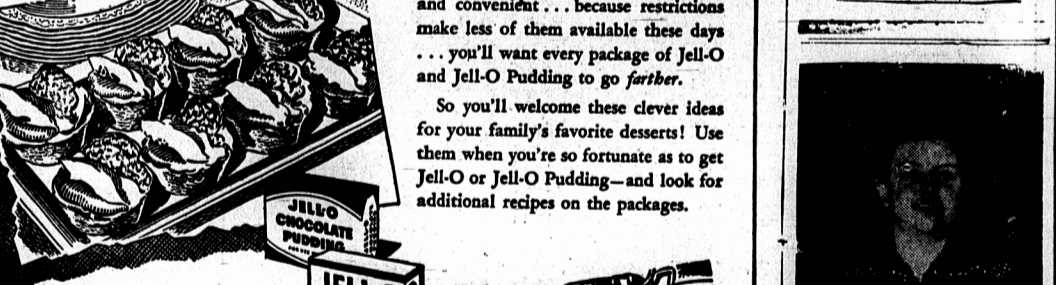 and convenient . . . because restrictions
make less of them available these days
. . . you'll want every package of Jell-O
and Jell-O Pudding to go farther.
So you'll welcome these clever ideas
for your family's favorite desserts! Use
them when you're so fortunate as to get
Jell-O or Jell-O Pudding—and look for
additional recipes on the packages.
JELL-O
CHOCOLATE
PUDDING
JELL